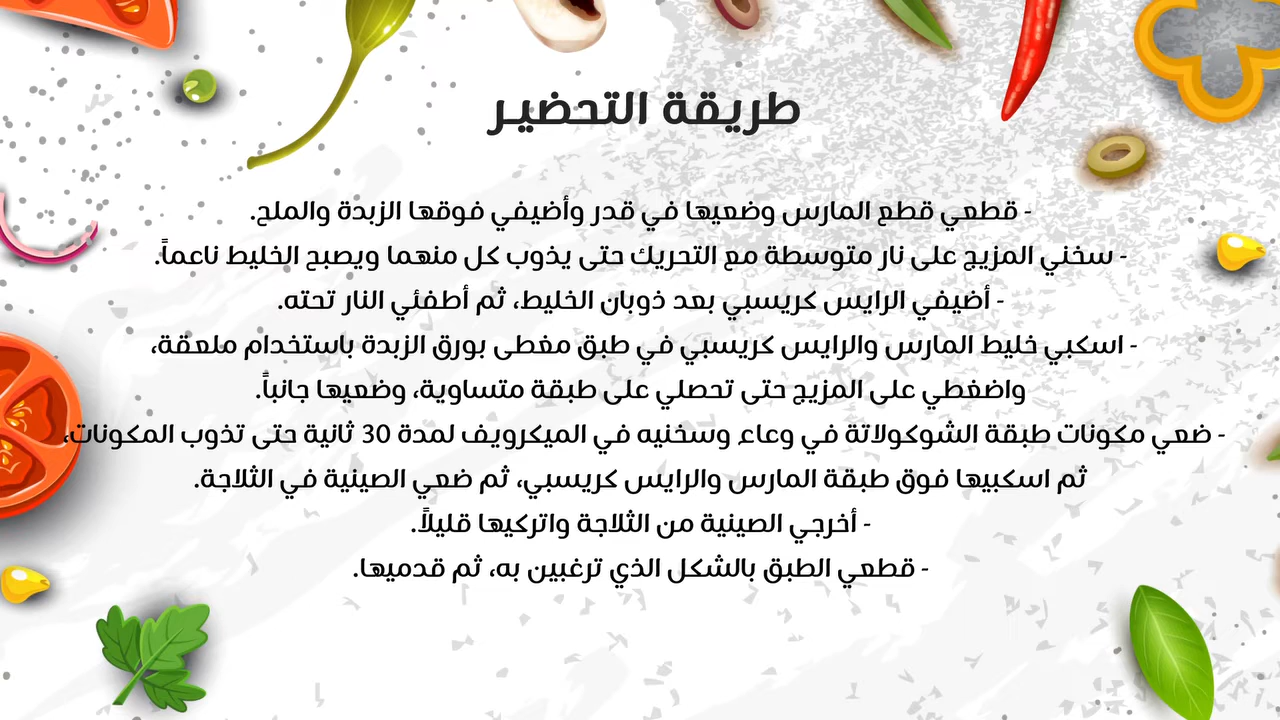 طريقة التحضير
- قطعي قطع المارس وضعيها في قدر وأضيفي فوقها الزبدة والملح.
- سخني المزيج على نار متوسطة مع التحريك حتى يذوب كل منهما ويصبح الخليط ناعماً.
- أضيفي الرايس كريسبي بعد ذوبان الخليط، ثم أطفئي النار تحته.
- اسكبي خليط المارس والرايس كريسبي في طبق مغطى بورق الزبدة باستخدام ملعقة،
واضغطي على المزيج حتى تحصلي على طبقة متساوية، وضعيها جانباً.
- ضعي مكونات طبقة الشوكولاتة في وعاء وسخنيه في الميكرويف لمدة 30 ثانية حتى تذوب المكونات،
ثم اسكبيها فوق طبقة المارس والرايس كريسبي، ثم ضعي الصينية في الثلاجة.
- أخرجي الصينية من الثلاجة واتركيها قليلاً.
- قطعي الطبق بالشكل الذي ترغبين به، ثم قدميها.